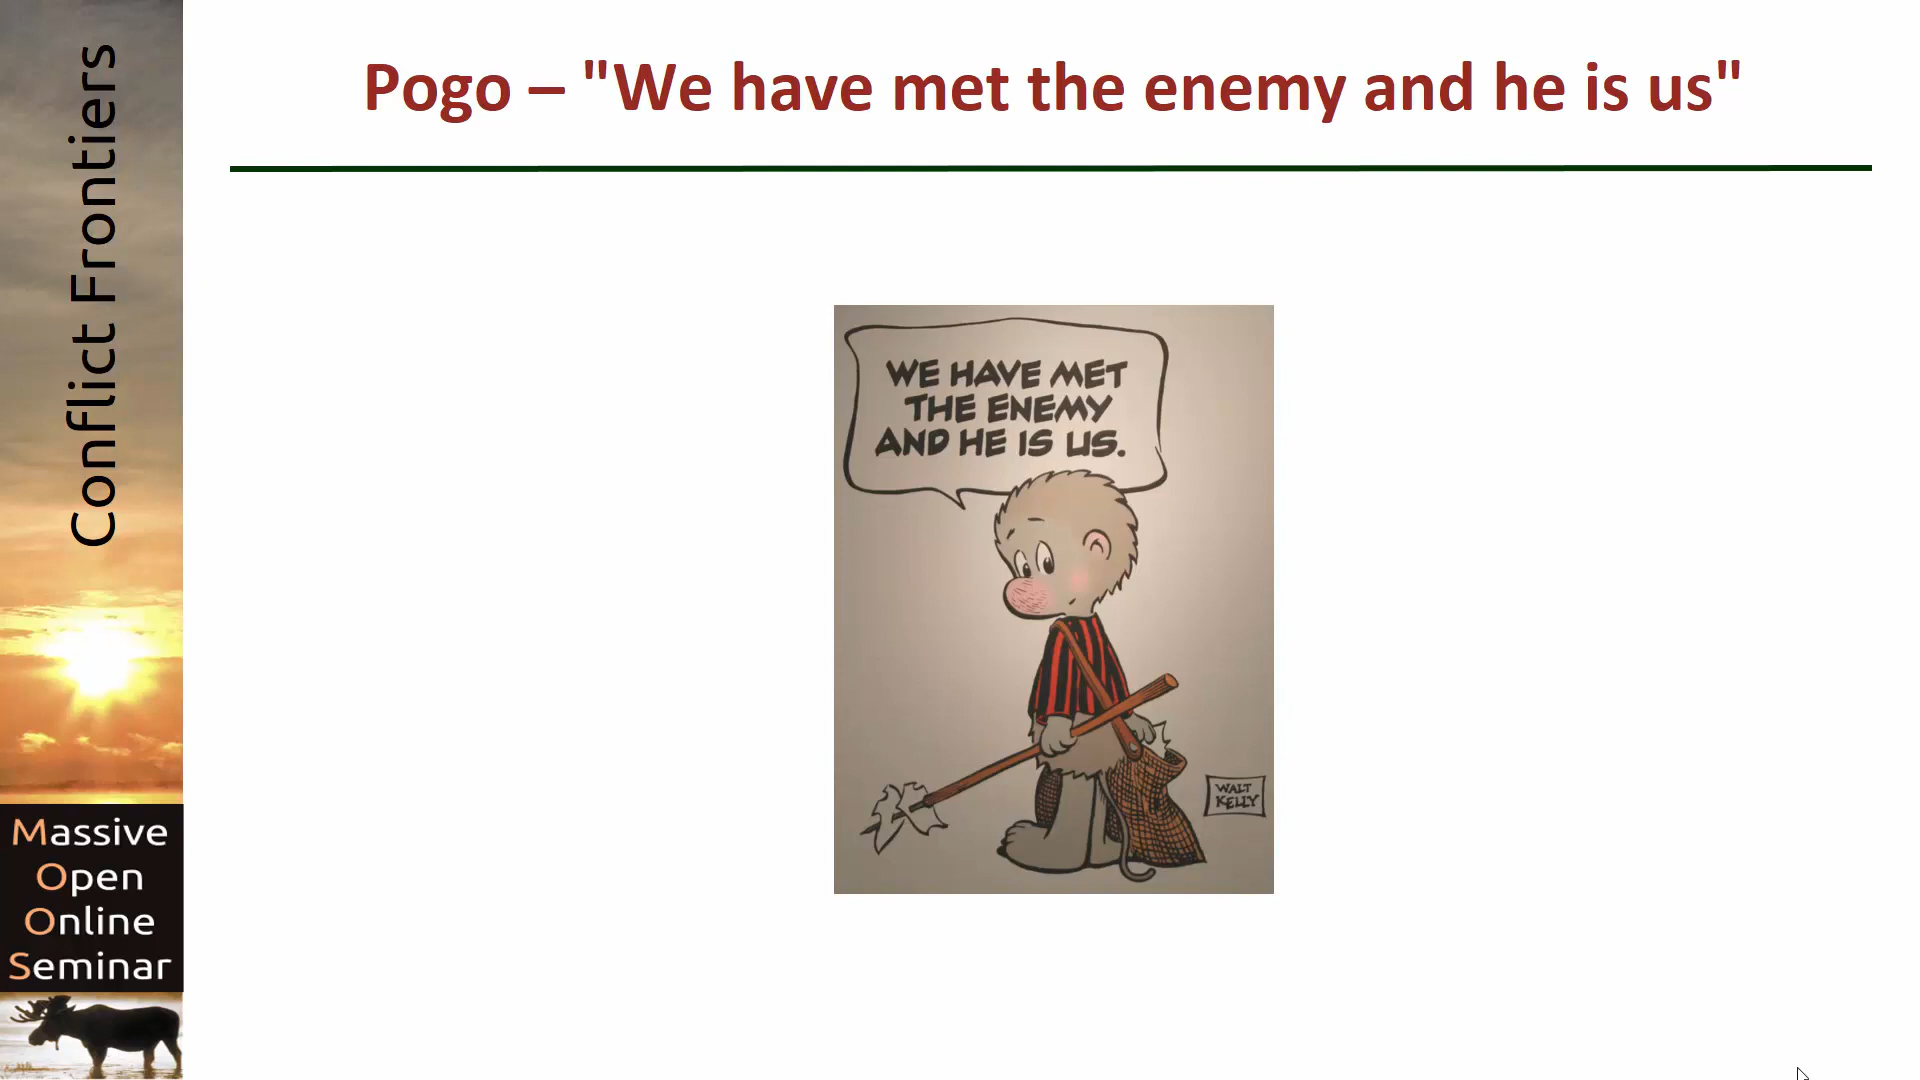 Conflict Frontiers
Massive
Open
Online
Seminar
Pogo – "We have met the enemy and he is us"
WE HAVE MET
THE ENEMY
AND HE IS US.
WALT
KELLY